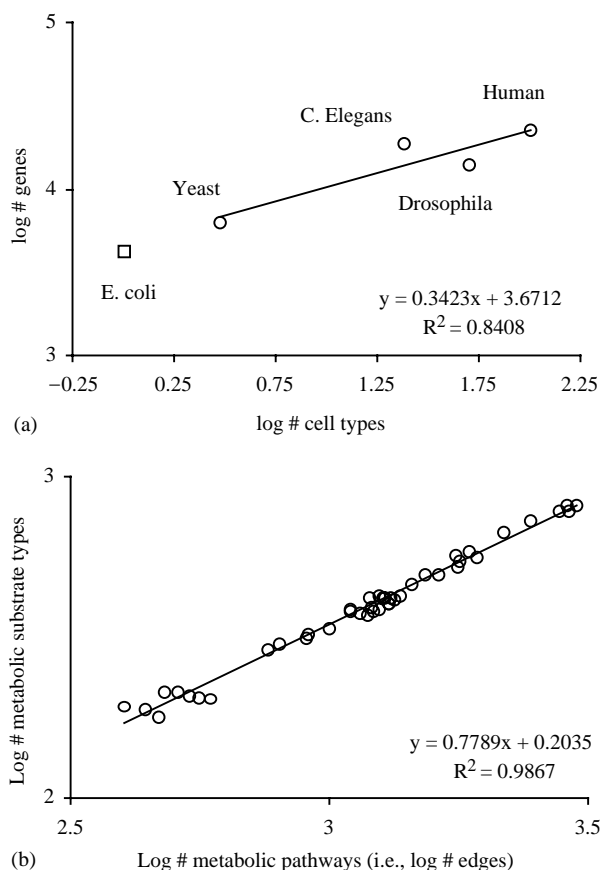 5
4
3
log # genes
Human
C. Elegans
Yeast
Drosophila
E. coli
y = 0.3423x + 3.6712
R2 = 0.8408
−0.25 0.25 0.75 1.25 1.75 2.25
(a) log # cell types
3
2
Log # metabolic substrate types
y = 0.7789x + 0.2035
R2 = 0.9867
2.5 3 3.5
(b) Log # metabolic pathways (i.e., log # edges)